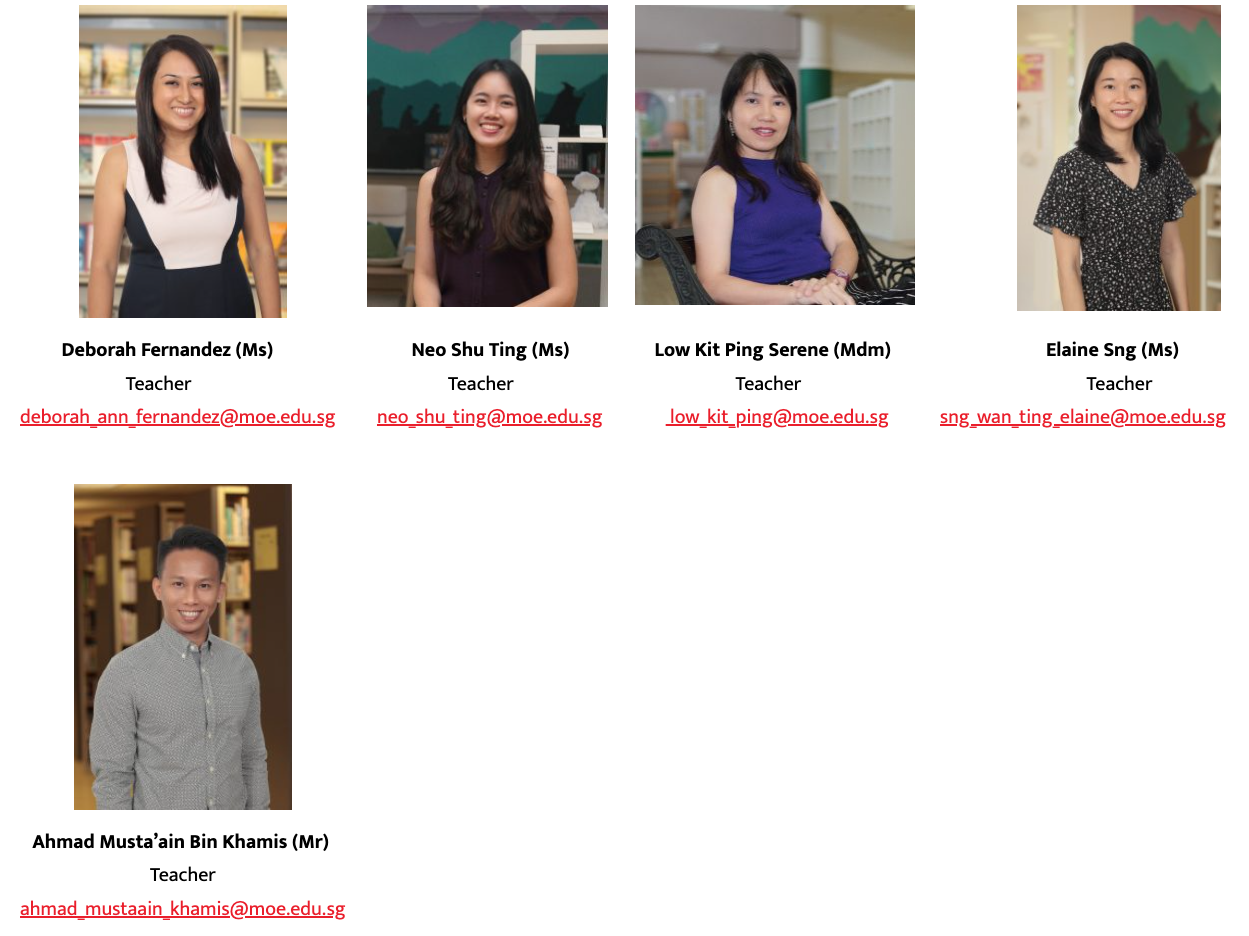 Deborah Fernandez (Ms)
Teacher
deborah_ann_fernandez@moe.edu.sg
Neo Shu Ting (Ms)
Teacher
neo_shu_ting@moe.edu.sg
Low Kit Ping Serene (Mdm)
Teacher
low_kit_ping@moe.edu.sg
Elaine Sng (Ms)
Teacher
sng_wan_ting_elaine@moe.edu.sg
Ahmad Musta’ain Bin Khamis (Mr)
Teacher
ahmad_mustaain_khamis@moe.edu.sg